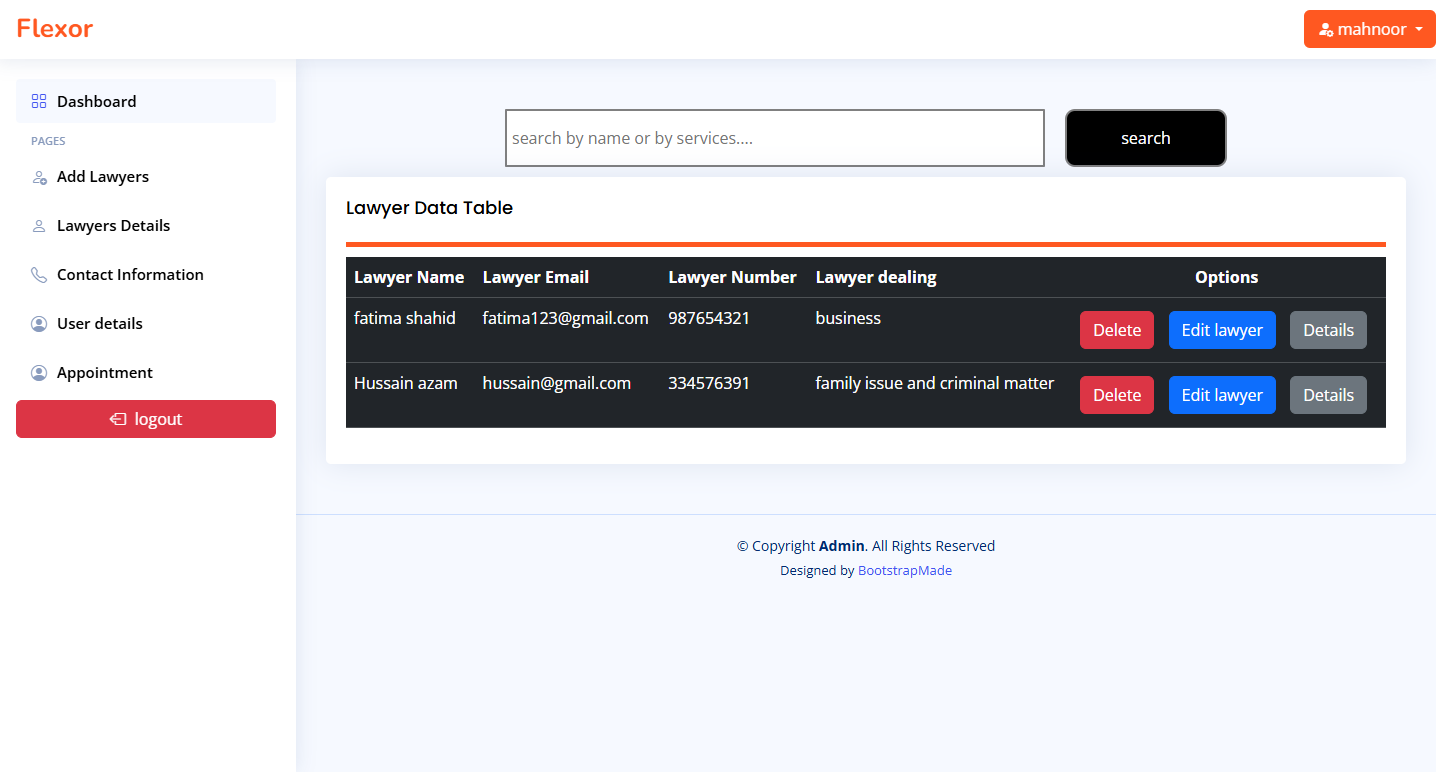 Flexor
mahnoor
Dashboard
PAGES
Add Lawyers
Lawyers Details
Contact Information
User details
Appointment
logout
search by name or by services....
search
Lawyer Data Table
Lawyer Name Lawyer Email Lawyer Number Lawyer dealing Options
fatima shahid fatima123@gmail.com 987654321 business Delete Edit lawyer Details
Hussain azam hussain@gmail.com 334576391 family issue and criminal matter Delete Edit lawyer Details
© Copyright Admin. All Rights Reserved
Designed by BootstrapMade